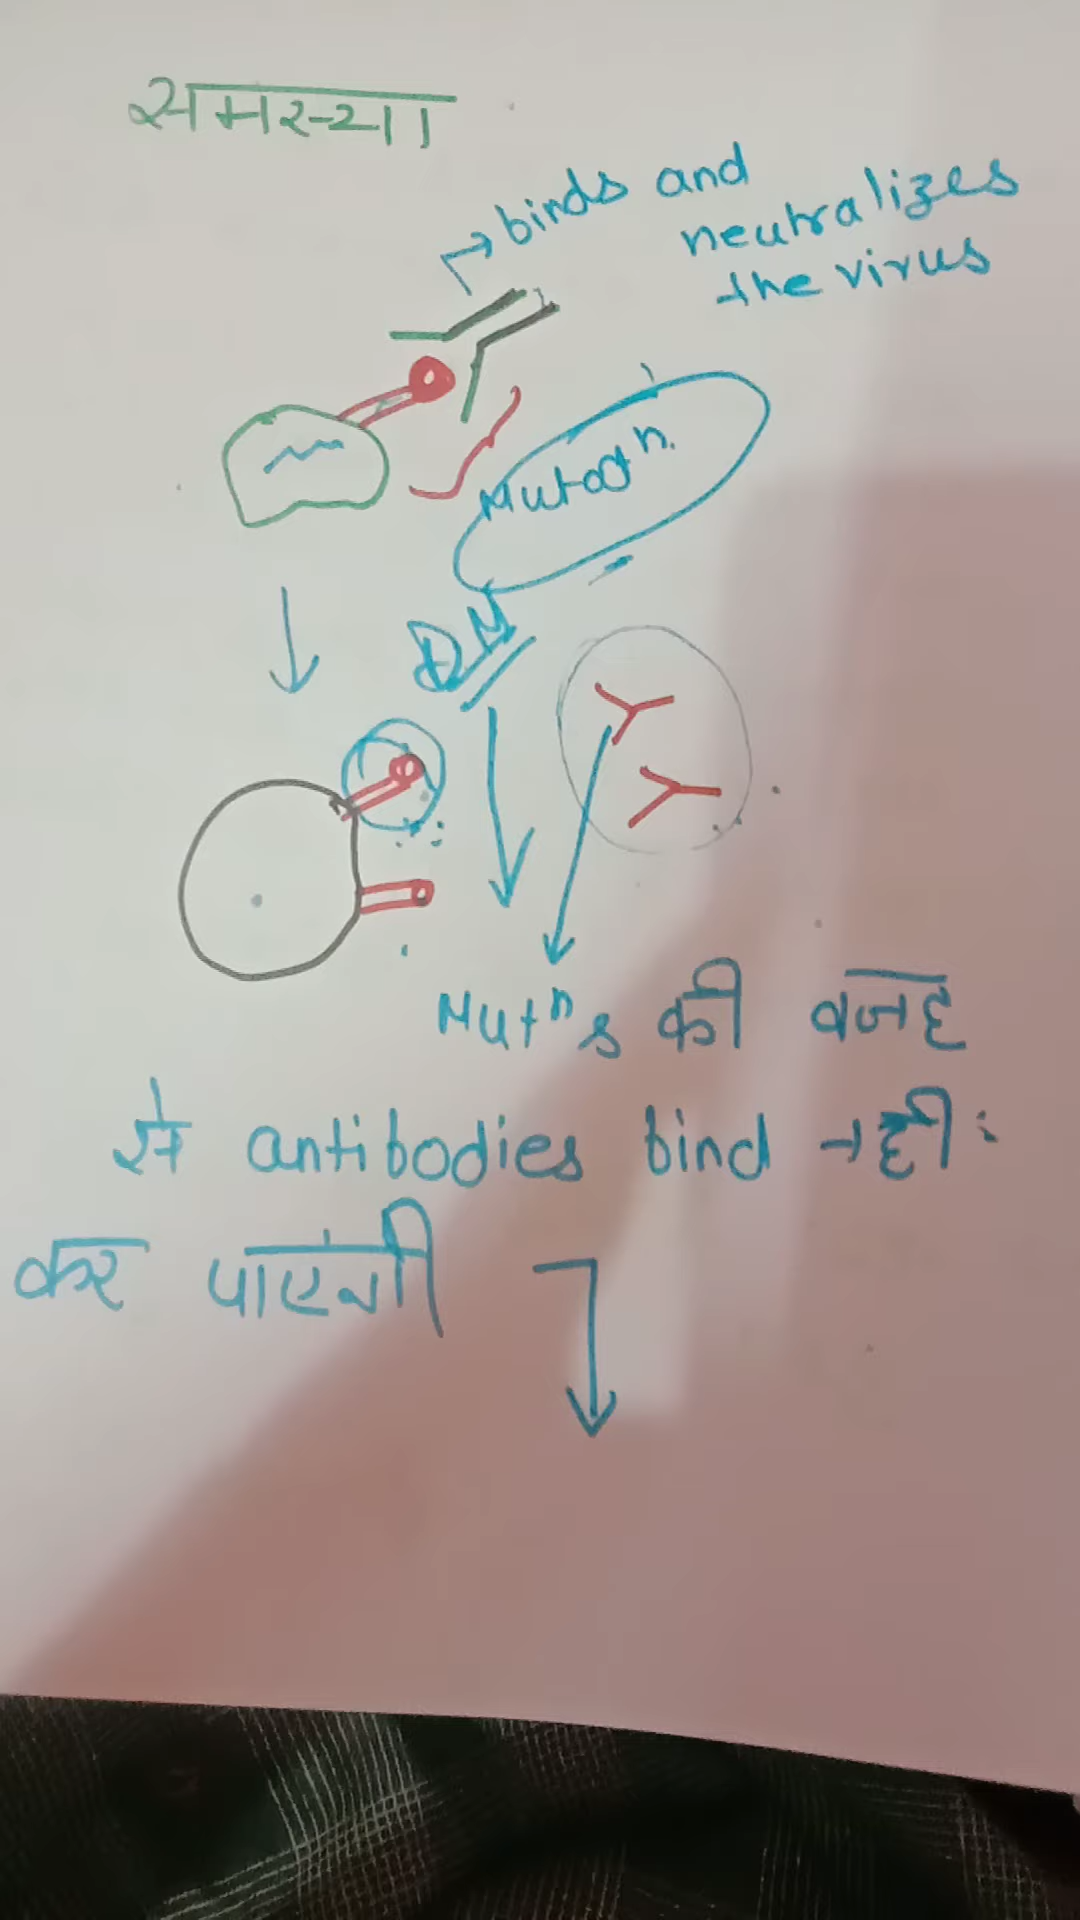 समस्या
binds and
neutralizes
the virus
Mutatn.
Mutns की वजह
से antibodies bind नहीं
कर पाएंगी